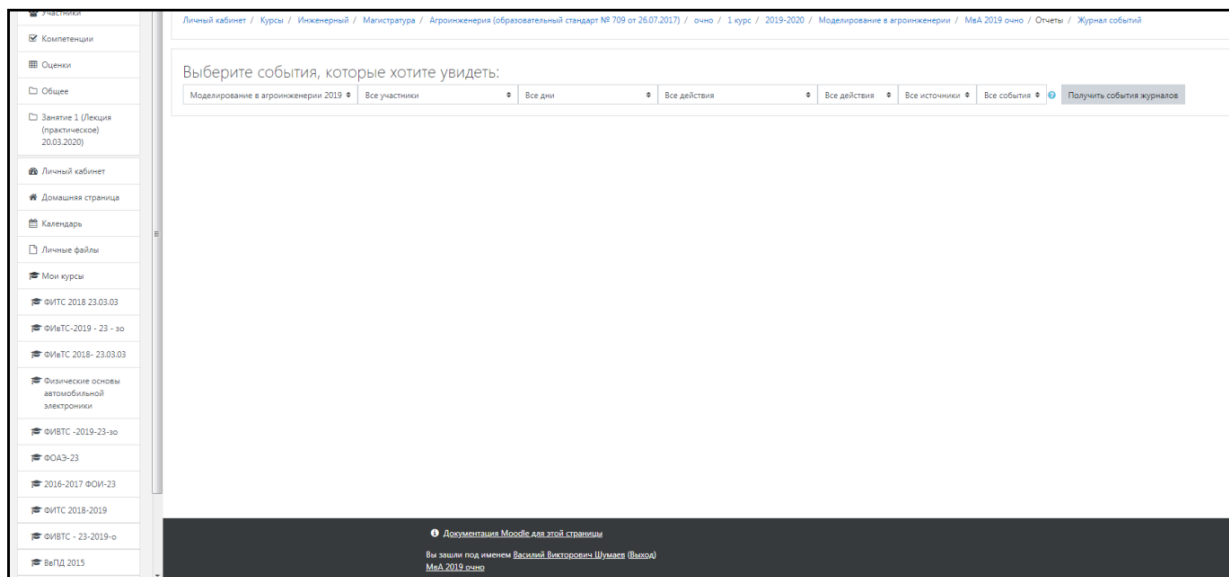 Участники
Компетенции
Оценки
Общее
Занятие 1 (Лекция
(практическое)
20.03.2020)
Личный кабинет
Домашняя страница
Календарь
Личные файлы
Мои курсы
ФИТС 2018 23.03.03
ФИвТС-2019 - 23 - зо
ФИвТС 2018- 23.03.03
Физические основы
автомобильной
электроники
ФИВТС -2019-23-зо
ФОАЭ-23
2016-2017 ФОИ-23
ФИТС 2018-2019
ФИВТС - 23-2019-о
ВвПД 2015
Личный кабинет / Курсы / Инженерный / Магистратура / Агроинженерия (образовательный стандарт № 709 от 26.07.2017) / очно / 1 курс / 2019-2020 / Моделирование в агроинженерии / МвА 2019 очно / Отчеты / Журнал событий
Выберите события, которые хотите увидеть:
Моделирование в агроинженерии 2019 Все участники Все дни Все действия Все действия Все источники Все события Получить события журналов
Документация Moodle для этой страницы
Вы зашли под именем Василий Викторович Шумаев (Выход)
МвА 2019 очно